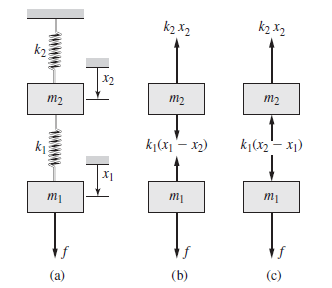 k₂ x₂ k₂ x₂
k₂
x₂
m₂ m₂ m₂
k₁ k₁(x₁ − x₂) k₁(x₂ − x₁)
x₁
m₁ m₁ m₁
f f f
(a) (b) (c)